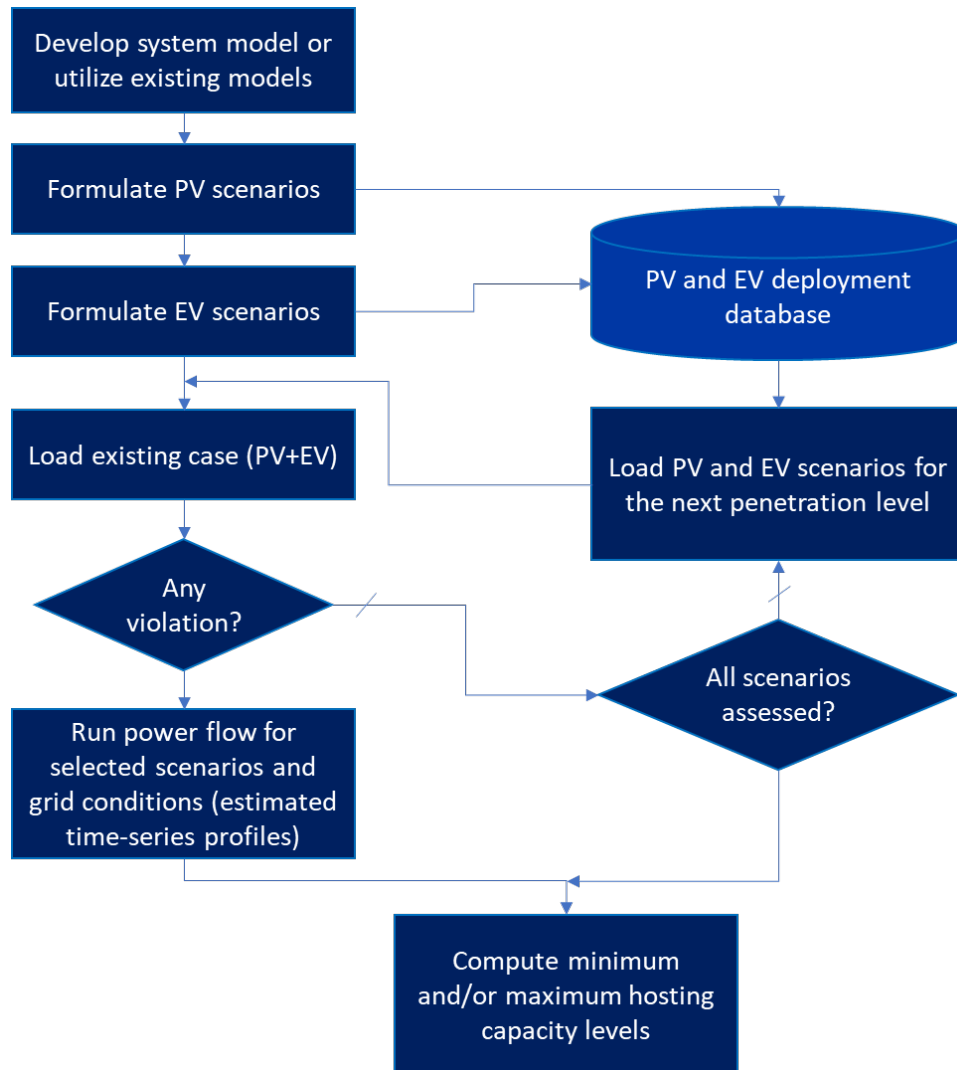 Develop system model or
utilize existing models
Formulate PV scenarios
Formulate EV scenarios
PV and EV deployment
database
Load existing case (PV+EV)
Load PV and EV scenarios for
the next penetration level
Any
violation?
All scenarios
assessed?
Run power flow for
selected scenarios and
grid conditions (estimated
time-series profiles)
Compute minimum
and/or maximum hosting
capacity levels